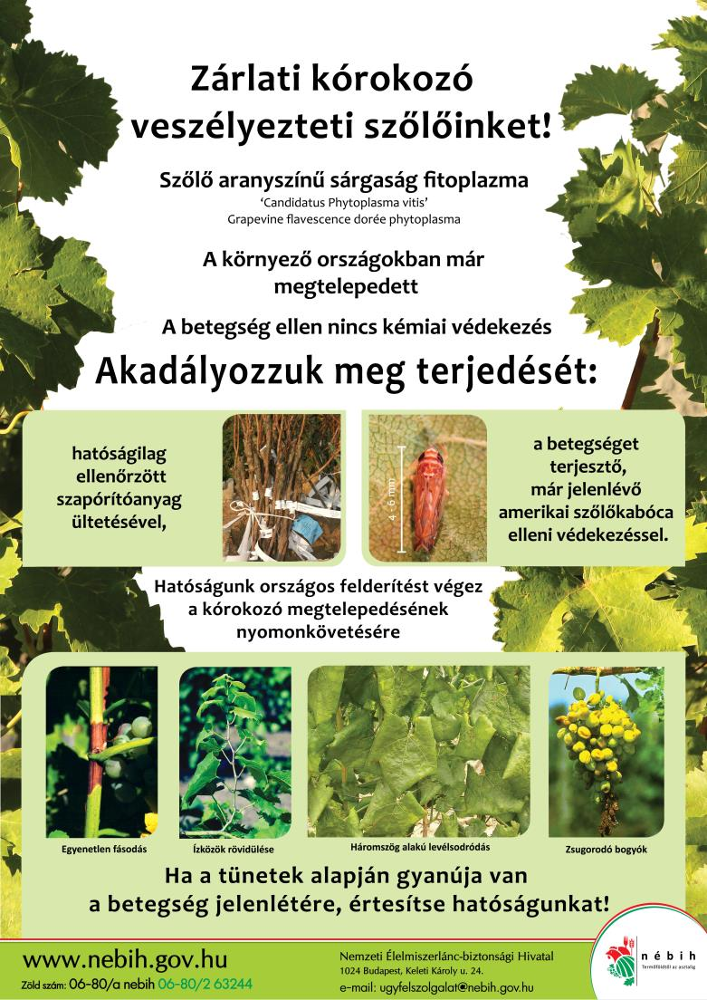 Zárlati kórokozó
veszélyezteti szőlőinket!
Szőlő aranyszínű sárgaság fitoplazma
‘Candidatus Phytoplasma vitis’
Grapevine flavescence dorée phytoplasma
A környező országokban már
megtelepedett
A betegség ellen nincs kémiai védekezés
Akadályozzuk meg terjedését:
hatóságilag
ellenőrzött
szapórítóanyag
ültetésével,
4 - 6 mm
a betegséget
terjesztő,
már jelenlévő
amerikai szőlőkabóca
elleni védekezéssel.
Hatóságunk országos felderítést végez
a kórokozó megtelepedésének
nyomonkövetésére
Egyenetlen fásodás
Ízközök rövidülése
Háromszög alakú levélsodródás
Zsugorodó bogyók
Ha a tünetek alapján gyanúja van
a betegség jelenlétére, értesítse hatóságunkat!
www.nebih.gov.hu
Zöld szám: 06-80/a nebih 06-80/2 63244
Nemzeti Élelmiszerlánc-biztonsági Hivatal
1024 Budapest, Keleti Károly u. 24.
e-mail: ugyfelszolgalat@nebih.gov.hu
nébih
Termőföldtől az asztalig